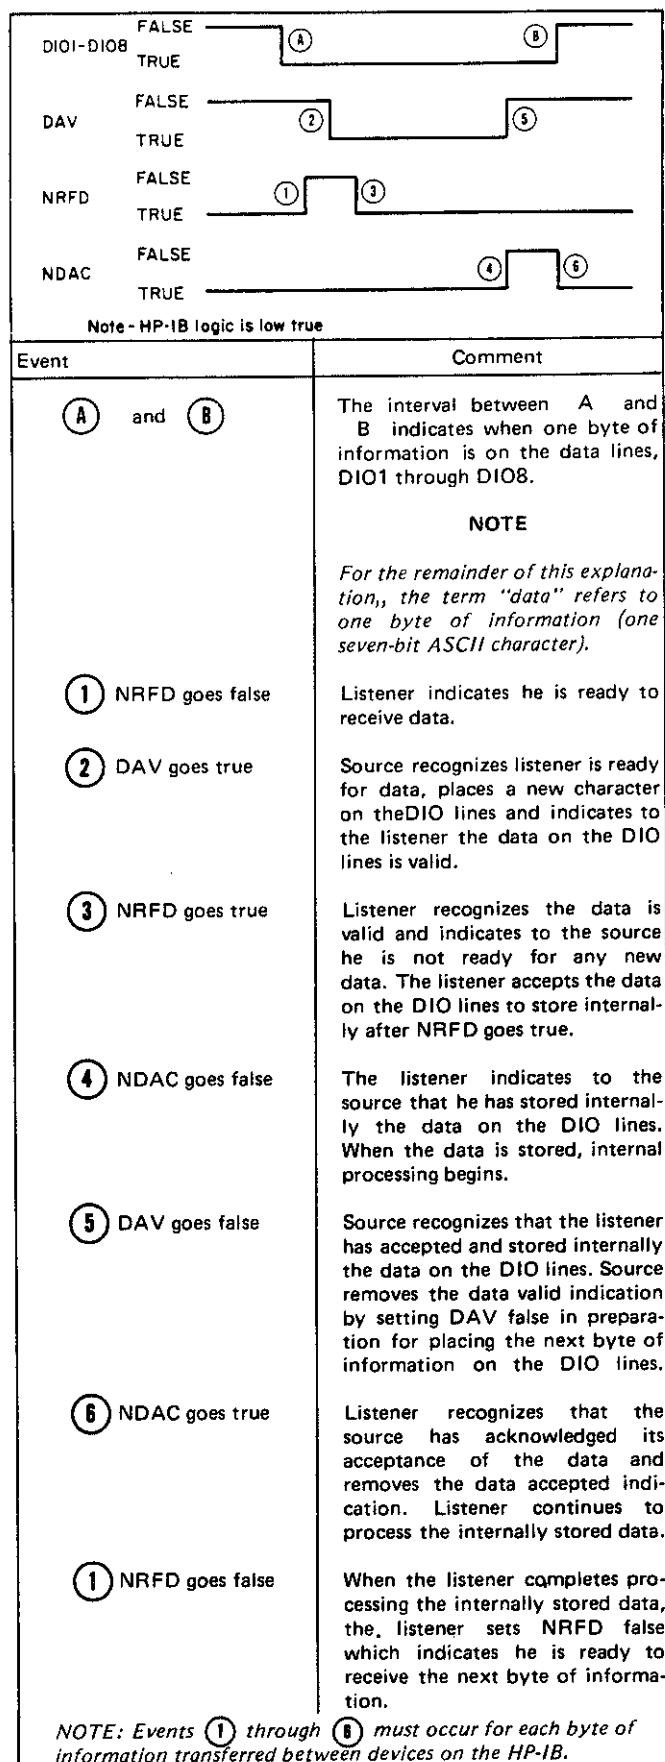 FALSE
DIO1-DIO8
TRUE
A
B
FALSE
DAV
TRUE
2
5
FALSE
NRFD
TRUE
1
3
FALSE
NDAC
TRUE
4
6
Note - HP-IB logic is low true
Event
Comment
A and B
The interval between A and
B indicates when one byte of
information is on the data lines,
DIO1 through DIO8.
NOTE
For the remainder of this explana-
tion,, the term "data" refers to
one byte of information (one
seven-bit ASCII character).
1 NRFD goes false
Listener indicates he is ready to
receive data.
2 DAV goes true
Source recognizes listener is ready
for data, places a new character
on theDIO lines and indicates to
the listener the data on the DIO
lines is valid.
3 NRFD goes true
Listener recognizes the data is
valid and indicates to the source
he is not ready for any new
data. The listener accepts the data
on the DIO lines to store internal-
ly after NRFD goes true.
4 NDAC goes false
The listener indicates to the
source that he has stored internal-
ly the data on the DIO lines.
When the data is stored, internal
processing begins.
5 DAV goes false
Source recognizes that the listener
has accepted and stored internally
the data on the DIO lines. Source
removes the data valid indication
by setting DAV false in prepara-
tion for placing the next byte of
information on the DIO lines.
6 NDAC goes true
Listener recognizes that the
source has acknowledged its
acceptance of the data and
removes the data accepted indi-
cation. Listener continues to
process the internally stored data.
1 NRFD goes false
When the listener completes pro-
cessing the internally stored data,
the. listener sets NRFD false
which indicates he is ready to
receive the next byte of informa-
tion.
NOTE: Events 1 through 6 must occur for each byte of
information transferred between devices on the HP-IB.